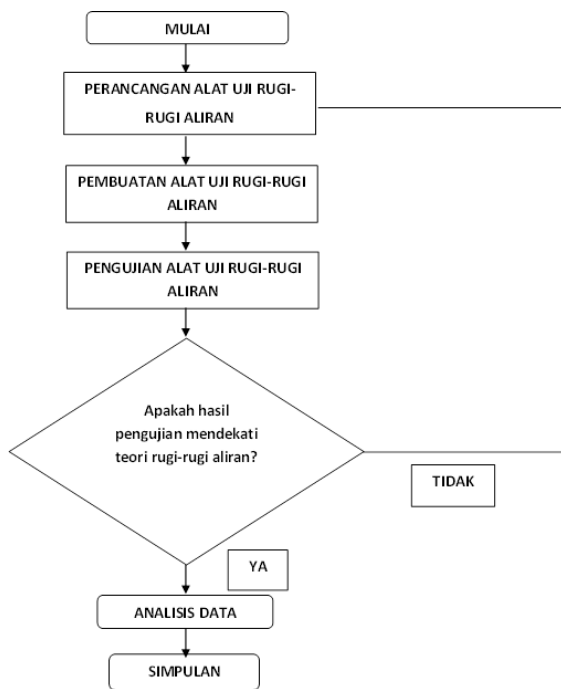 MULAI
PERANCANGAN ALAT UJI RUGI-
RUGI ALIRAN
PEMBUATAN ALAT UJI RUGI-RUGI
ALIRAN
PENGUJIAN ALAT UJI RUGI-RUGI
ALIRAN
Apakah hasil
pengujian mendekati
teori rugi-rugi aliran?
TIDAK
YA
ANALISIS DATA
SIMPULAN